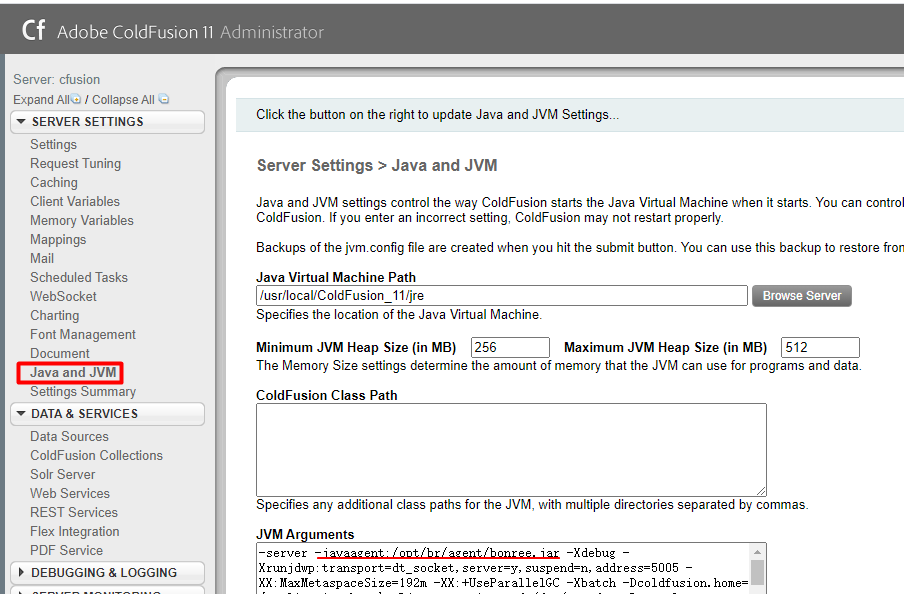 Cf Adobe ColdFusion 11 Administrator
Server: cfusion
Expand All / Collapse All
SERVER SETTINGS
Settings
Request Tuning
Caching
Client Variables
Memory Variables
Mappings
Mail
Scheduled Tasks
WebSocket
Charting
Font Management
Document
Java and JVM
Settings Summary
DATA & SERVICES
Data Sources
ColdFusion Collections
Solr Server
Web Services
REST Services
Flex Integration
PDF Service
DEBUGGING & LOGGING
SERVER MONITORING
Click the button on the right to update Java and JVM Settings...
Server Settings > Java and JVM
Java and JVM settings control the way ColdFusion starts the Java Virtual Machine when it starts. You can control
ColdFusion. If you enter an incorrect setting, ColdFusion may not restart properly.
Backups of the jvm.config file are created when you hit the submit button. You can use this backup to restore from
Java Virtual Machine Path
/usr/local/ColdFusion_11/jre
Browse Server
Specifies the location of the Java Virtual Machine.
Minimum JVM Heap Size (in MB) 256 Maximum JVM Heap Size (in MB) 512
The Memory Size settings determine the amount of memory that the JVM can use for programs and data.
ColdFusion Class Path
Specifies any additional class paths for the JVM, with multiple directories separated by commas.
JVM Arguments
-server -javaagent:/opt/br/agent/bonree.jar -Xdebug -
Xrunjdwp:transport=dt_socket,server=y,suspend=n,address=5005 -
XX:MaxMetaspaceSize=192m -XX:+UseParallelGC -Xbatch -Dcoldfusion.home=